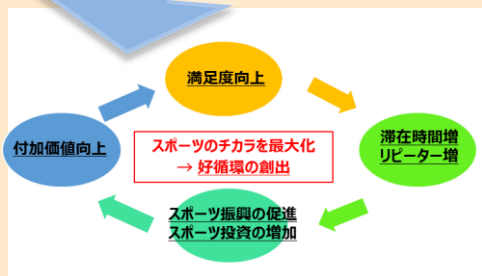 満足度向上
付加価値向上
スポーツのチカラを最大化
→ 好循環の創出
滞在時間増
リピーター増
スポーツ振興の促進
スポーツ投資の増加